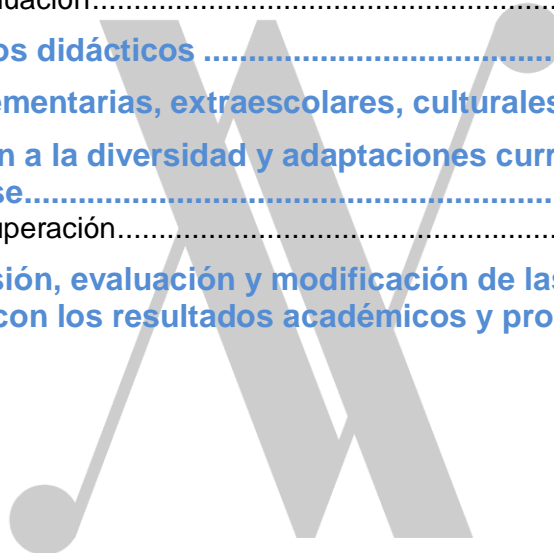 uación...............................................................
os didácticos ....................................
ementarias, extraescolares, culturales
n a la diversidad y adaptaciones curr
se.......................................................
uperación...........................................................
sión, evaluación y modificación de las
con los resultados académicos y pro